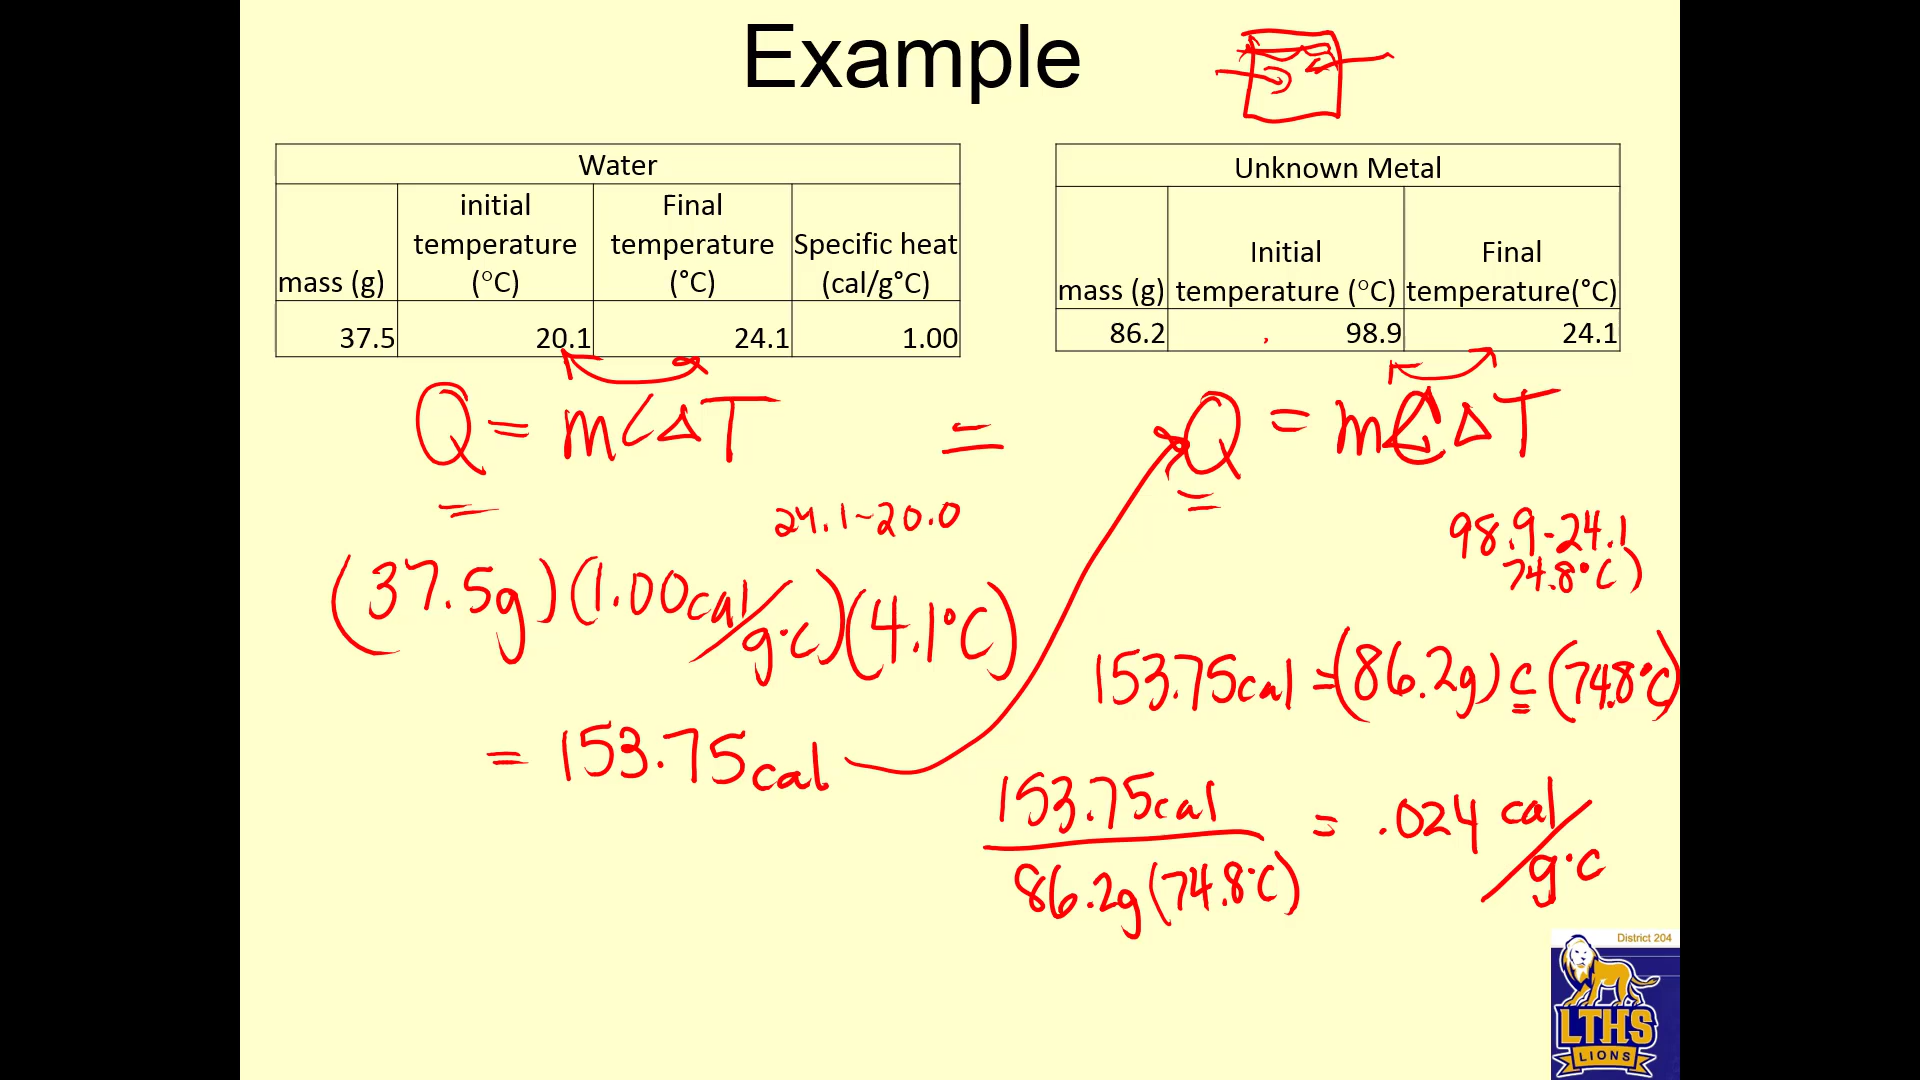 Example
Water
mass (g) initial temperature (°C) Final temperature (°C) Specific heat (cal/g°C)
37.5 20.1 24.1 1.00
Unknown Metal
mass (g) Initial temperature (°C) Final temperature(°C)
86.2 98.9 24.1
Q = mCΔT = Q = mCΔT
24.1-20.0
98.9-24.1
74.8°C)
(37.5g)(1.00cal/g°C)(4.1°C)
153.75cal =(86.2g)c(74.8°C)
= 153.75cal
153.75cal / 86.2g(74.8°C) = .024 cal/g°C
District 204
LTHS
LIONS